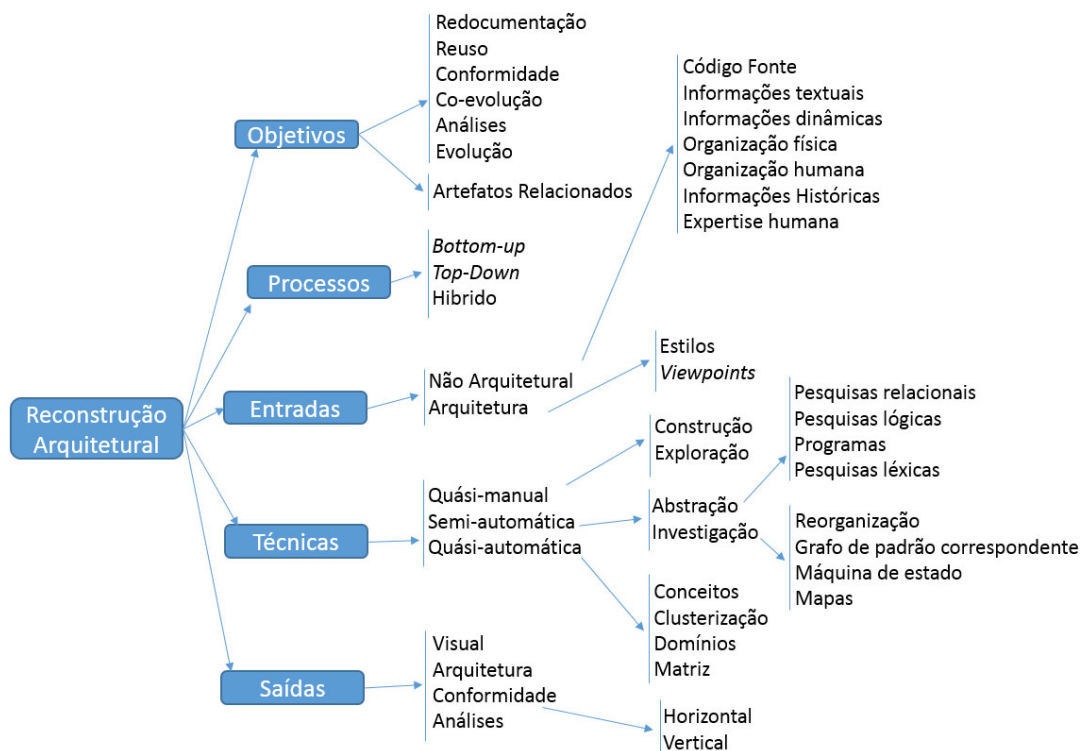 Reconstrução
Arquitetural
Objetivos
Redocumentação
Reuso
Conformidade
Co-evolução
Análises
Evolução
Artefatos Relacionados
Processos
Bottom-up
Top-Down
Hibrido
Entradas
Não Arquitetural
Arquitetura
Código Fonte
Informações textuais
Informações dinâmicas
Organização física
Organização humana
Informações Históricas
Expertise humana
Estilos
Viewpoints
Técnicas
Quási-manual
Semi-automática
Quási-automática
Construção
Exploração
Abstração
Investigação
Pesquisas relacionais
Pesquisas lógicas
Programas
Pesquisas léxicas
Reorganização
Grafo de padrão correspondente
Máquina de estado
Mapas
Conceitos
Clusterização
Domínios
Matriz
Saídas
Visual
Arquitetura
Conformidade
Análises
Horizontal
Vertical